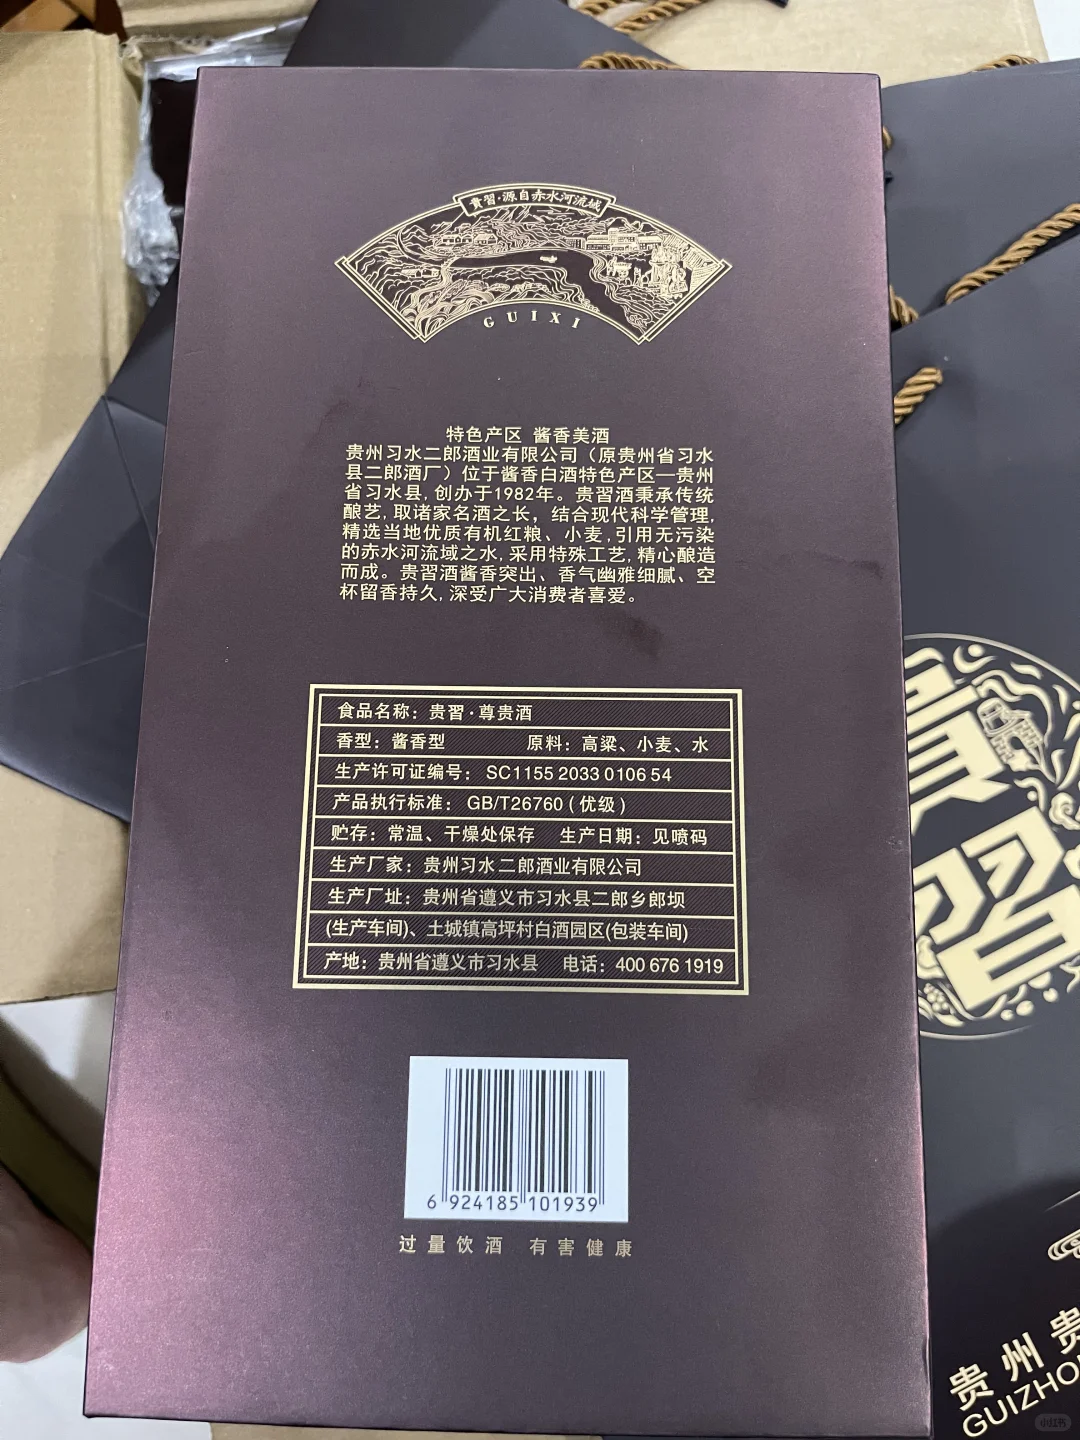 貴習·源自赤水河流域
GUIXI
特色产区 酱香美酒
贵州习水二郎酒业有限公司（原贵州省习水
县二郎酒厂）位于酱香白酒特色产区—贵州
省习水县,创办于1982年。贵習酒秉承传统
酿艺,取诸家名酒之长，结合现代科学管理,
精选当地优质有机红粮、小麦,引用无污染
的赤水河流域之水,采用特殊工艺,精心酿造
而成。贵習酒酱香突出、香气幽雅细腻、空
杯留香持久,深受广大消费者喜爱。
食品名称：贵習·尊贵酒
香型：酱香型 原料：高粱、小麦、水
生产许可证编号：SC1155 2033 0106 54
产品执行标准：GB/T26760 (优级)
贮存：常温、干燥处保存 生产日期：见喷码
生产厂家：贵州习水二郎酒业有限公司
生产厂址：贵州省遵义市习水县二郎乡郎坝
(生产车间)、土城镇高坪村白酒园区(包装车间)
产地：贵州省遵义市习水县 电话：400 676 1919
6 924185 101939
过量饮酒 有害健康
貴習
贵州贵
GUIZHO
小红书